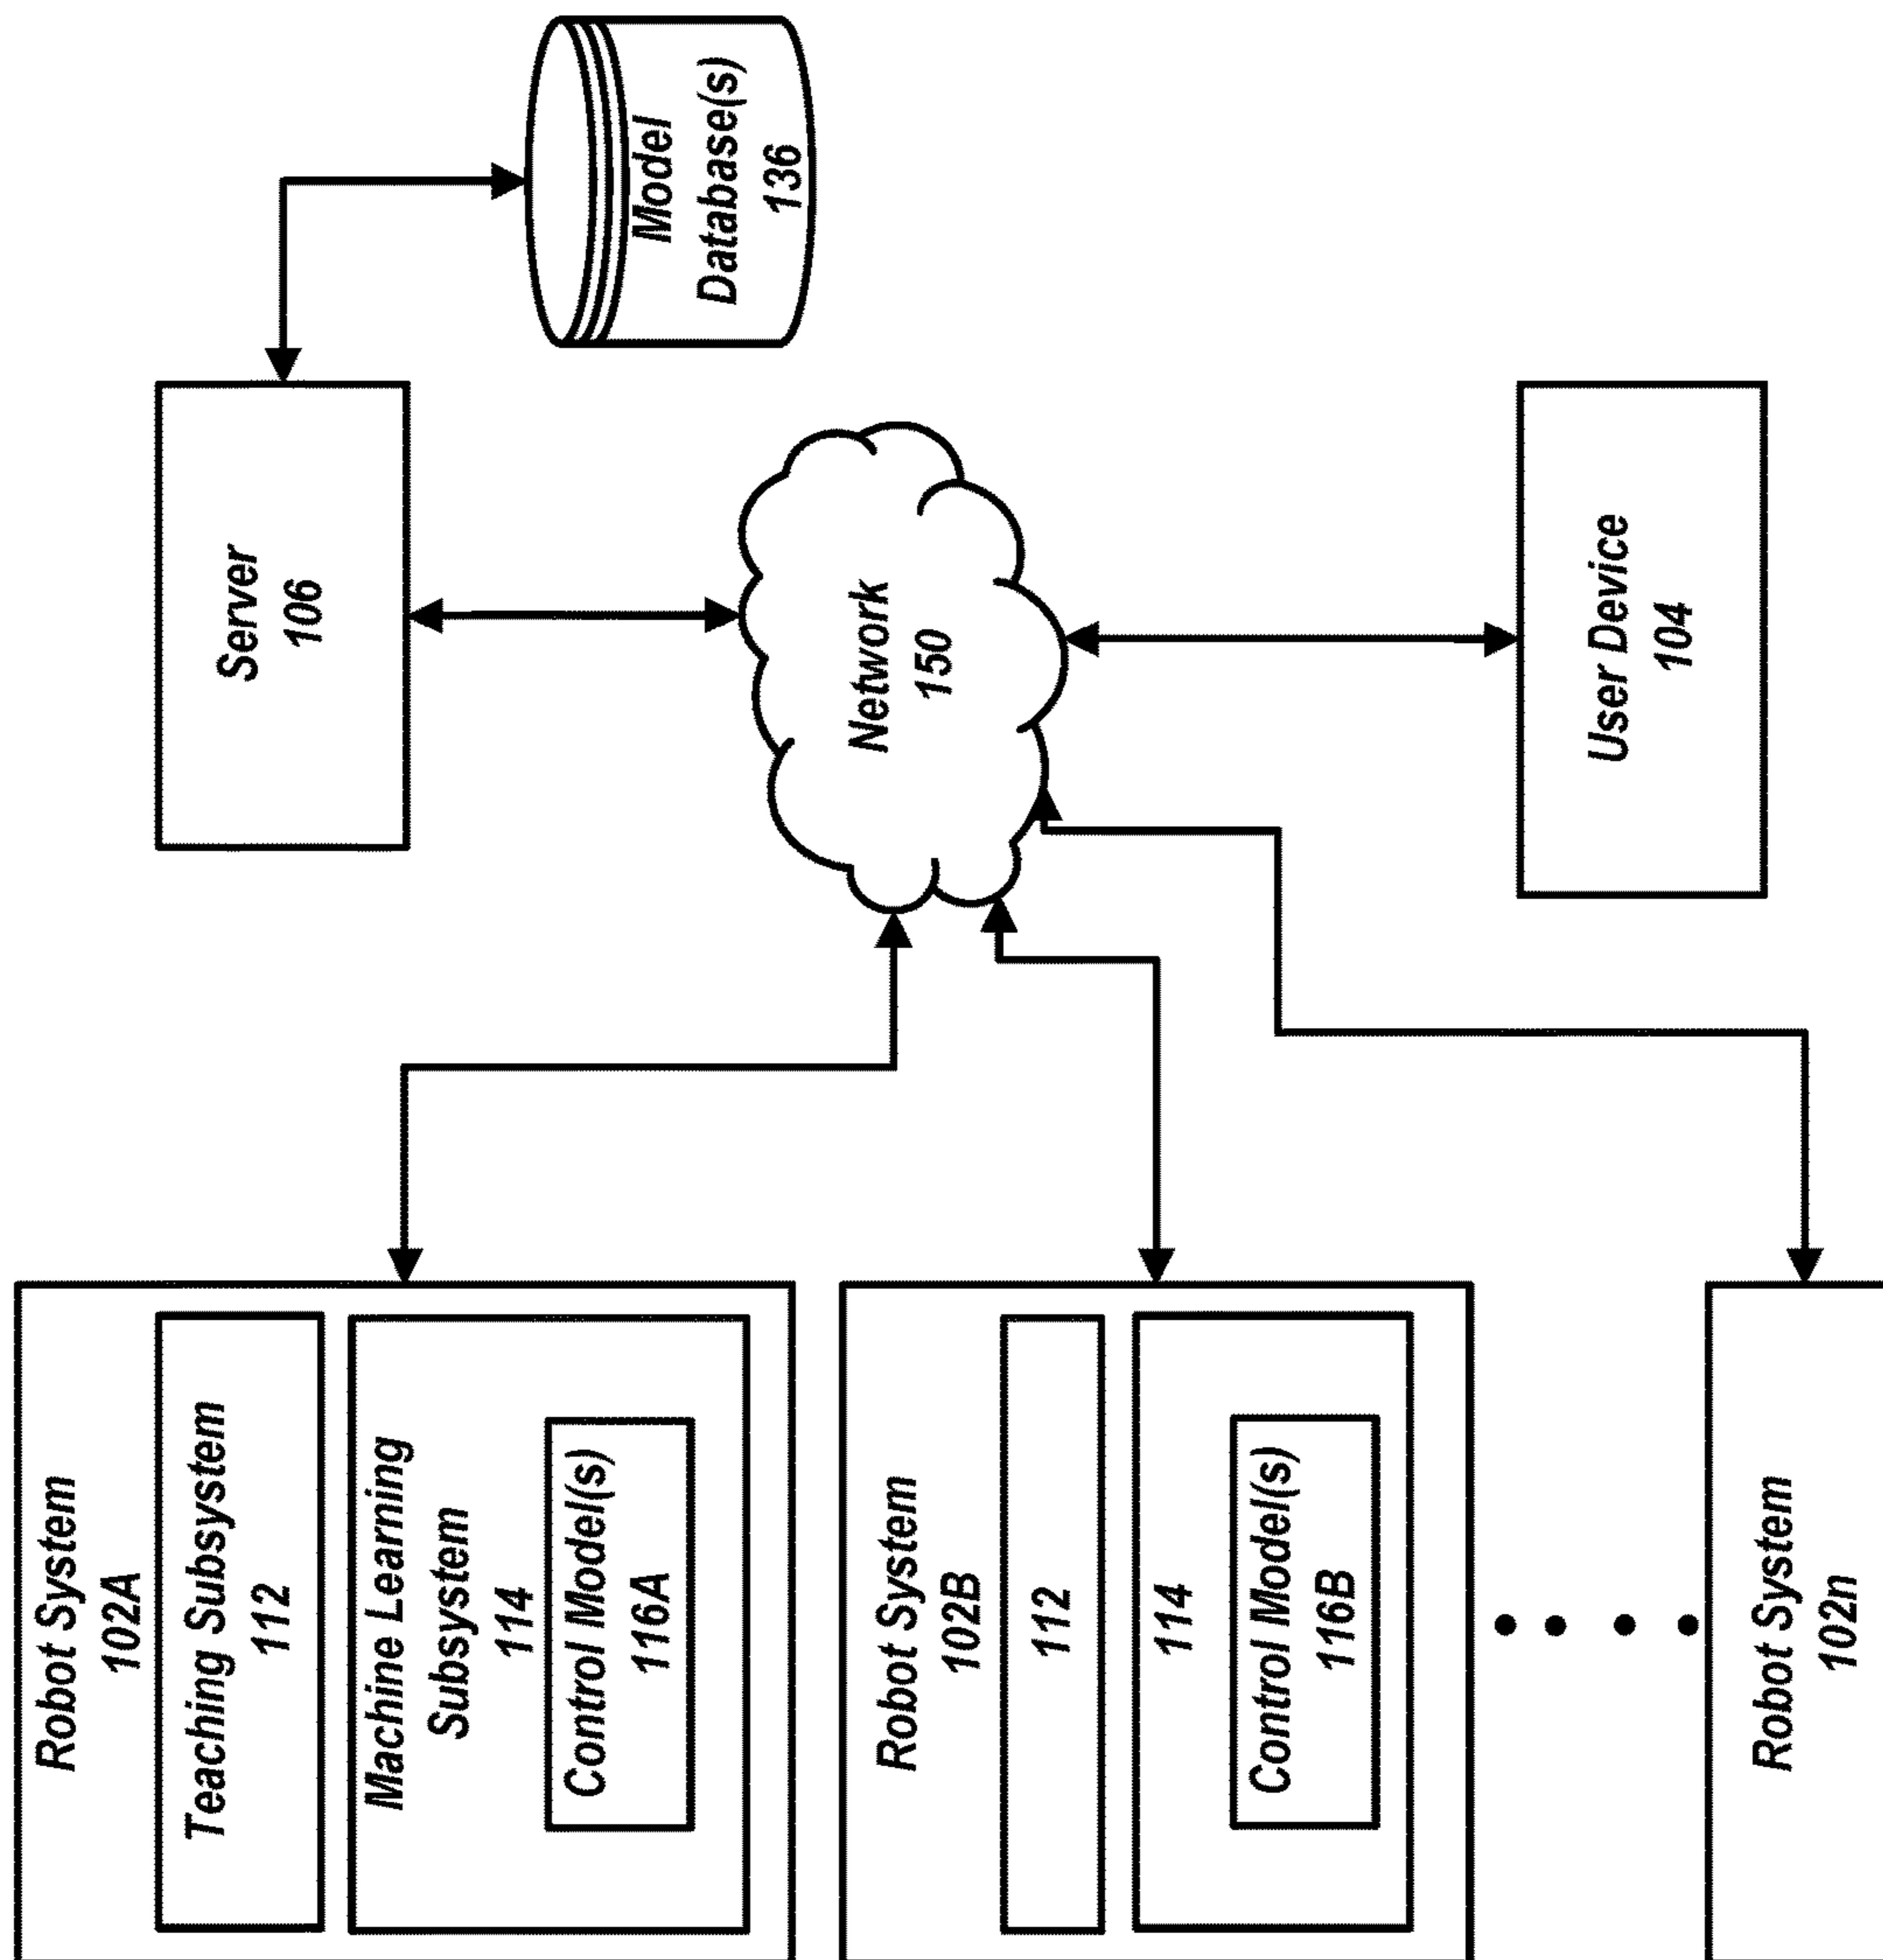 Robot System
102A
Teaching Subsystem
112
Machine Learning
Subsystem
114
Control Model(s)
116A
Robot System
102B
112
114
Control Model(s)
116B
Robot System
102n
Server
106
Network
150
User Device
104
Model
Database(s)
136